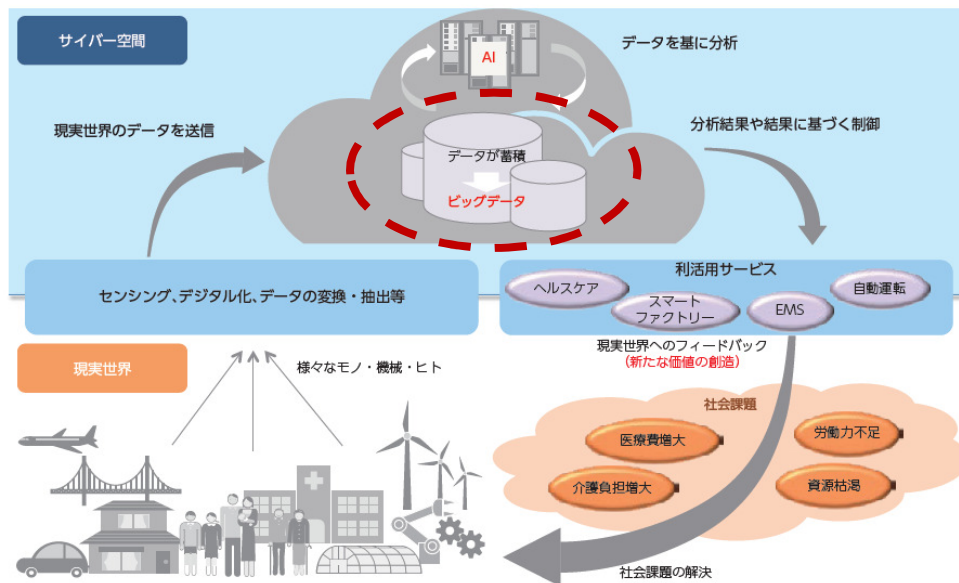 サイバー空間
AI
データを基に分析
現実世界のデータを送信
データが蓄積
ビッグデータ
分析結果や結果に基づく制御
センシング、デジタル化、データの変換・抽出等
利活用サービス
ヘルスケア
スマート
ファクトリー
EMS
自動運転
現実世界へのフィードバック
(新たな価値の創造)
現実世界
様々なモノ・機械・ヒト
社会課題
医療費増大
労働力不足
介護負担増大
資源枯渇
社会課題の解決